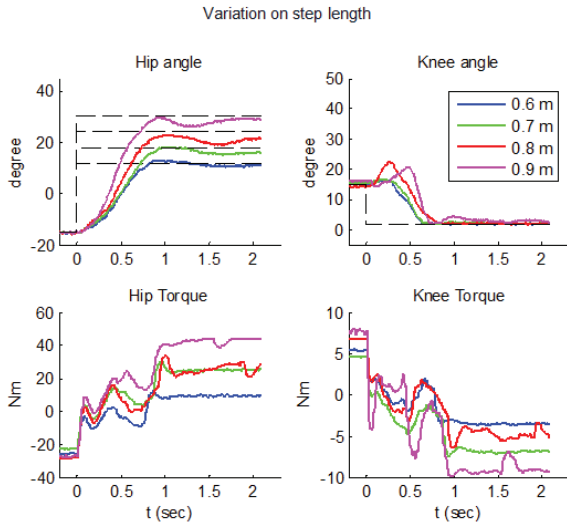 Variation on step length
Hip angle
Knee angle
degree
40
20
0
-20
0
0.5
1
1.5
2
degree
50
40
30
20
10
0
0
0.5
1
1.5
2
0.6 m
0.7 m
0.8 m
0.9 m
Hip Torque
Knee Torque
Nm
60
40
20
0
-20
-40
0
0.5
1
1.5
2
t (sec)
Nm
10
5
0
-5
-10
0
0.5
1
1.5
2
t (sec)